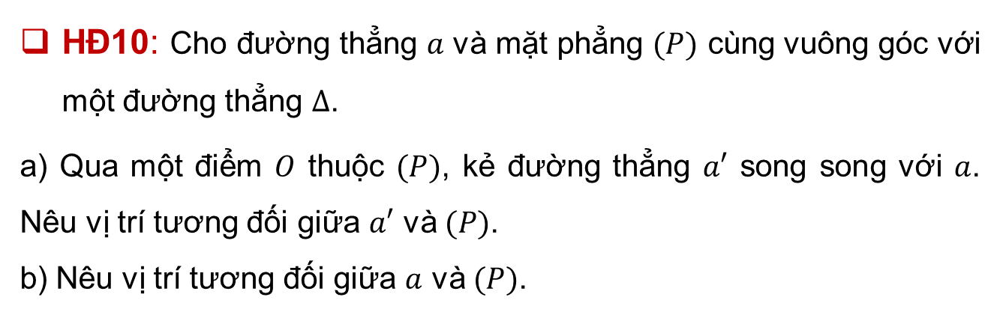 ❑ HĐ10: Cho đường thẳng a và mặt phẳng (P) cùng vuông góc với
một đường thẳng Δ.
a) Qua một điểm O thuộc (P), kẻ đường thẳng a′ song song với a.
Nêu vị trí tương đối giữa a′ và (P).
b) Nêu vị trí tương đối giữa a và (P).